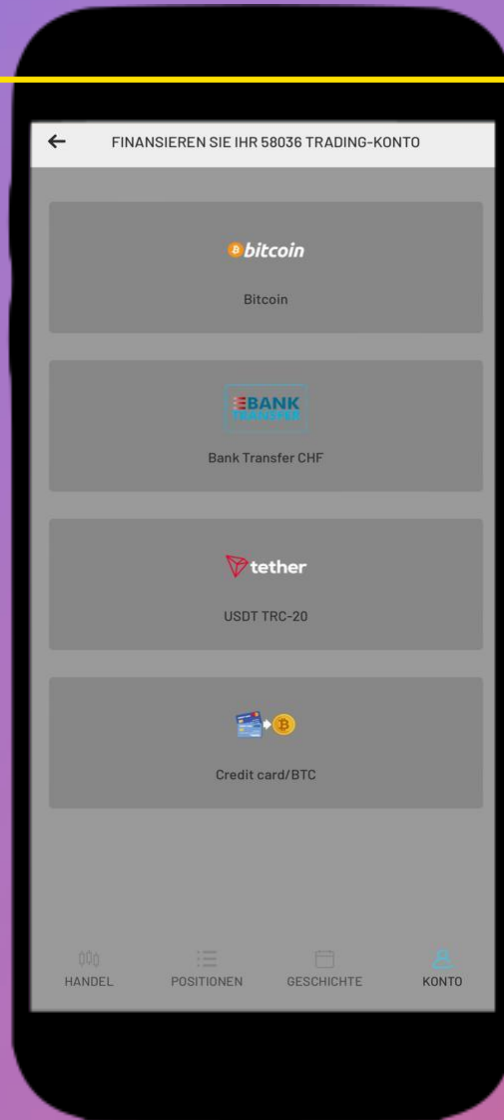 FINANSIEREN SIE IHR 58036 TRADING-KONTO
bitcoin
Bitcoin
BANK
TRANSFER
Bank Transfer CHF
tether
USDT TRC-20
Credit card/BTC
HANDEL
POSITIONEN
GESCHICHTE
KONTO